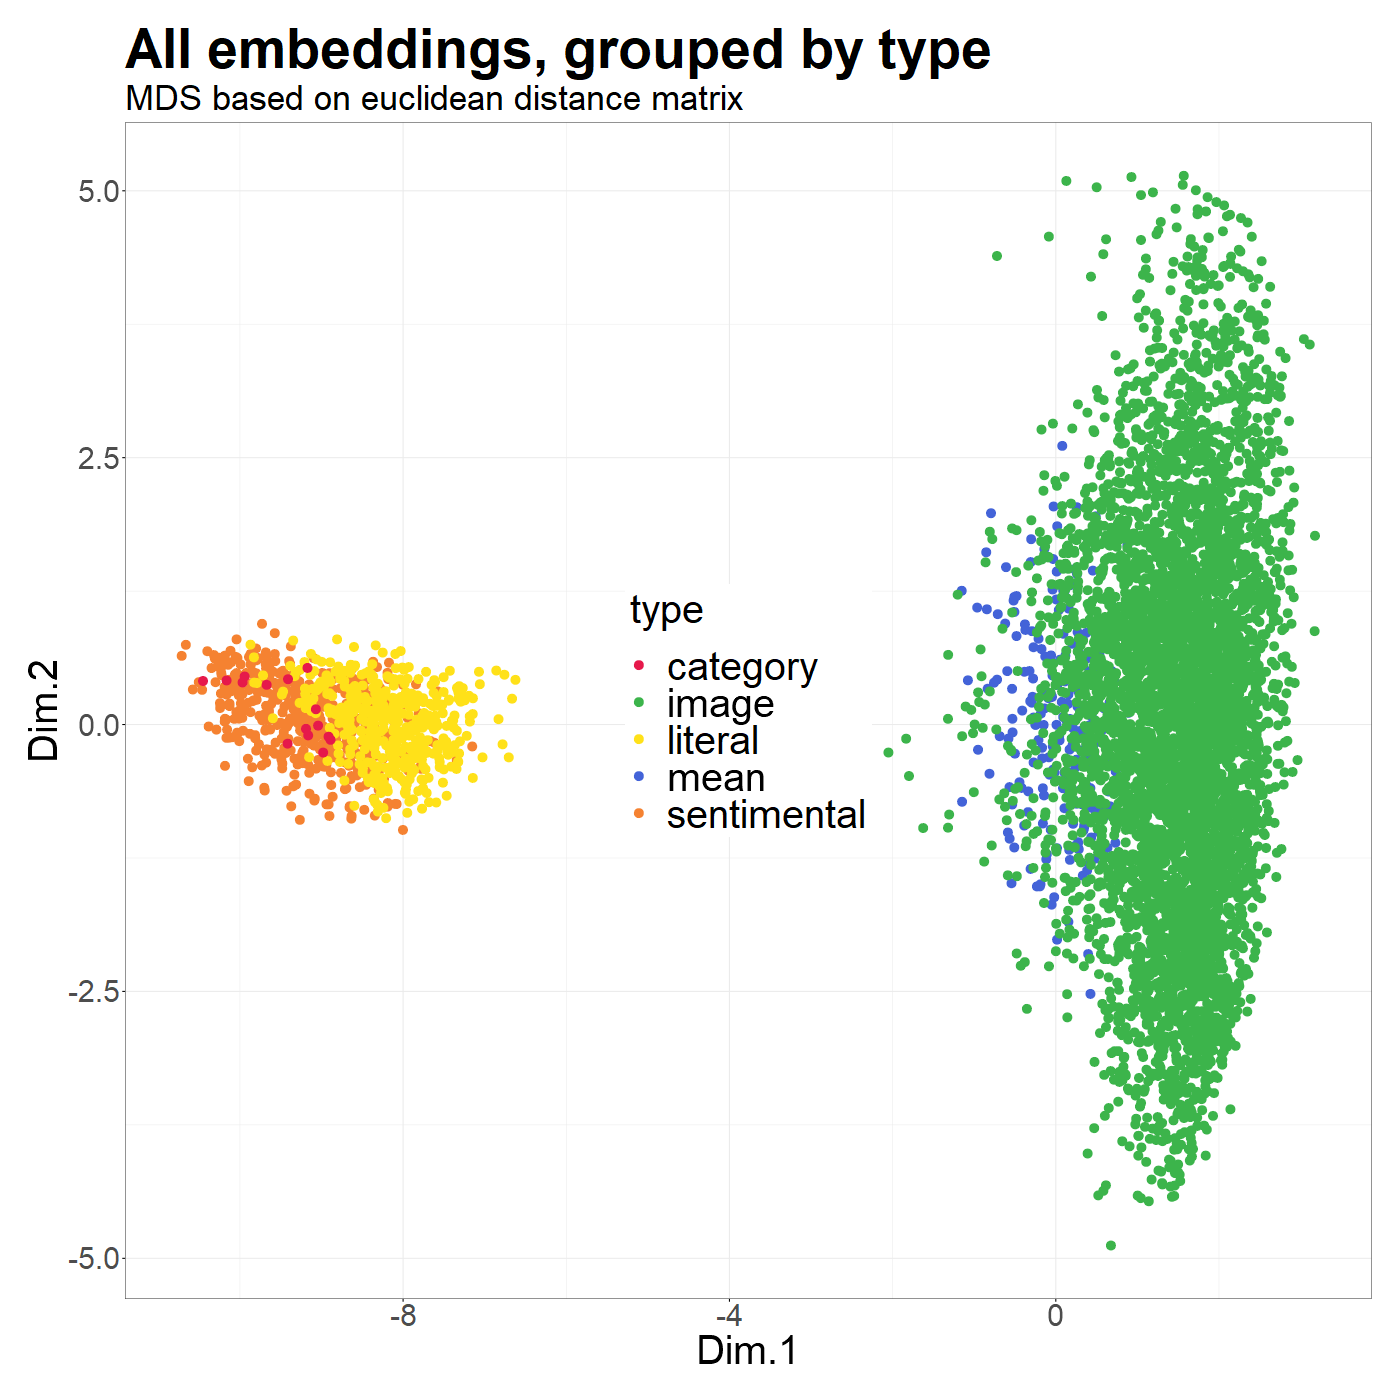 All embeddings, grouped by type
MDS based on euclidean distance matrix
5.0
2.5
0.0
-2.5
-5.0
Dim.2
type
category
image
literal
mean
sentimental
-8
-4
0
Dim.1